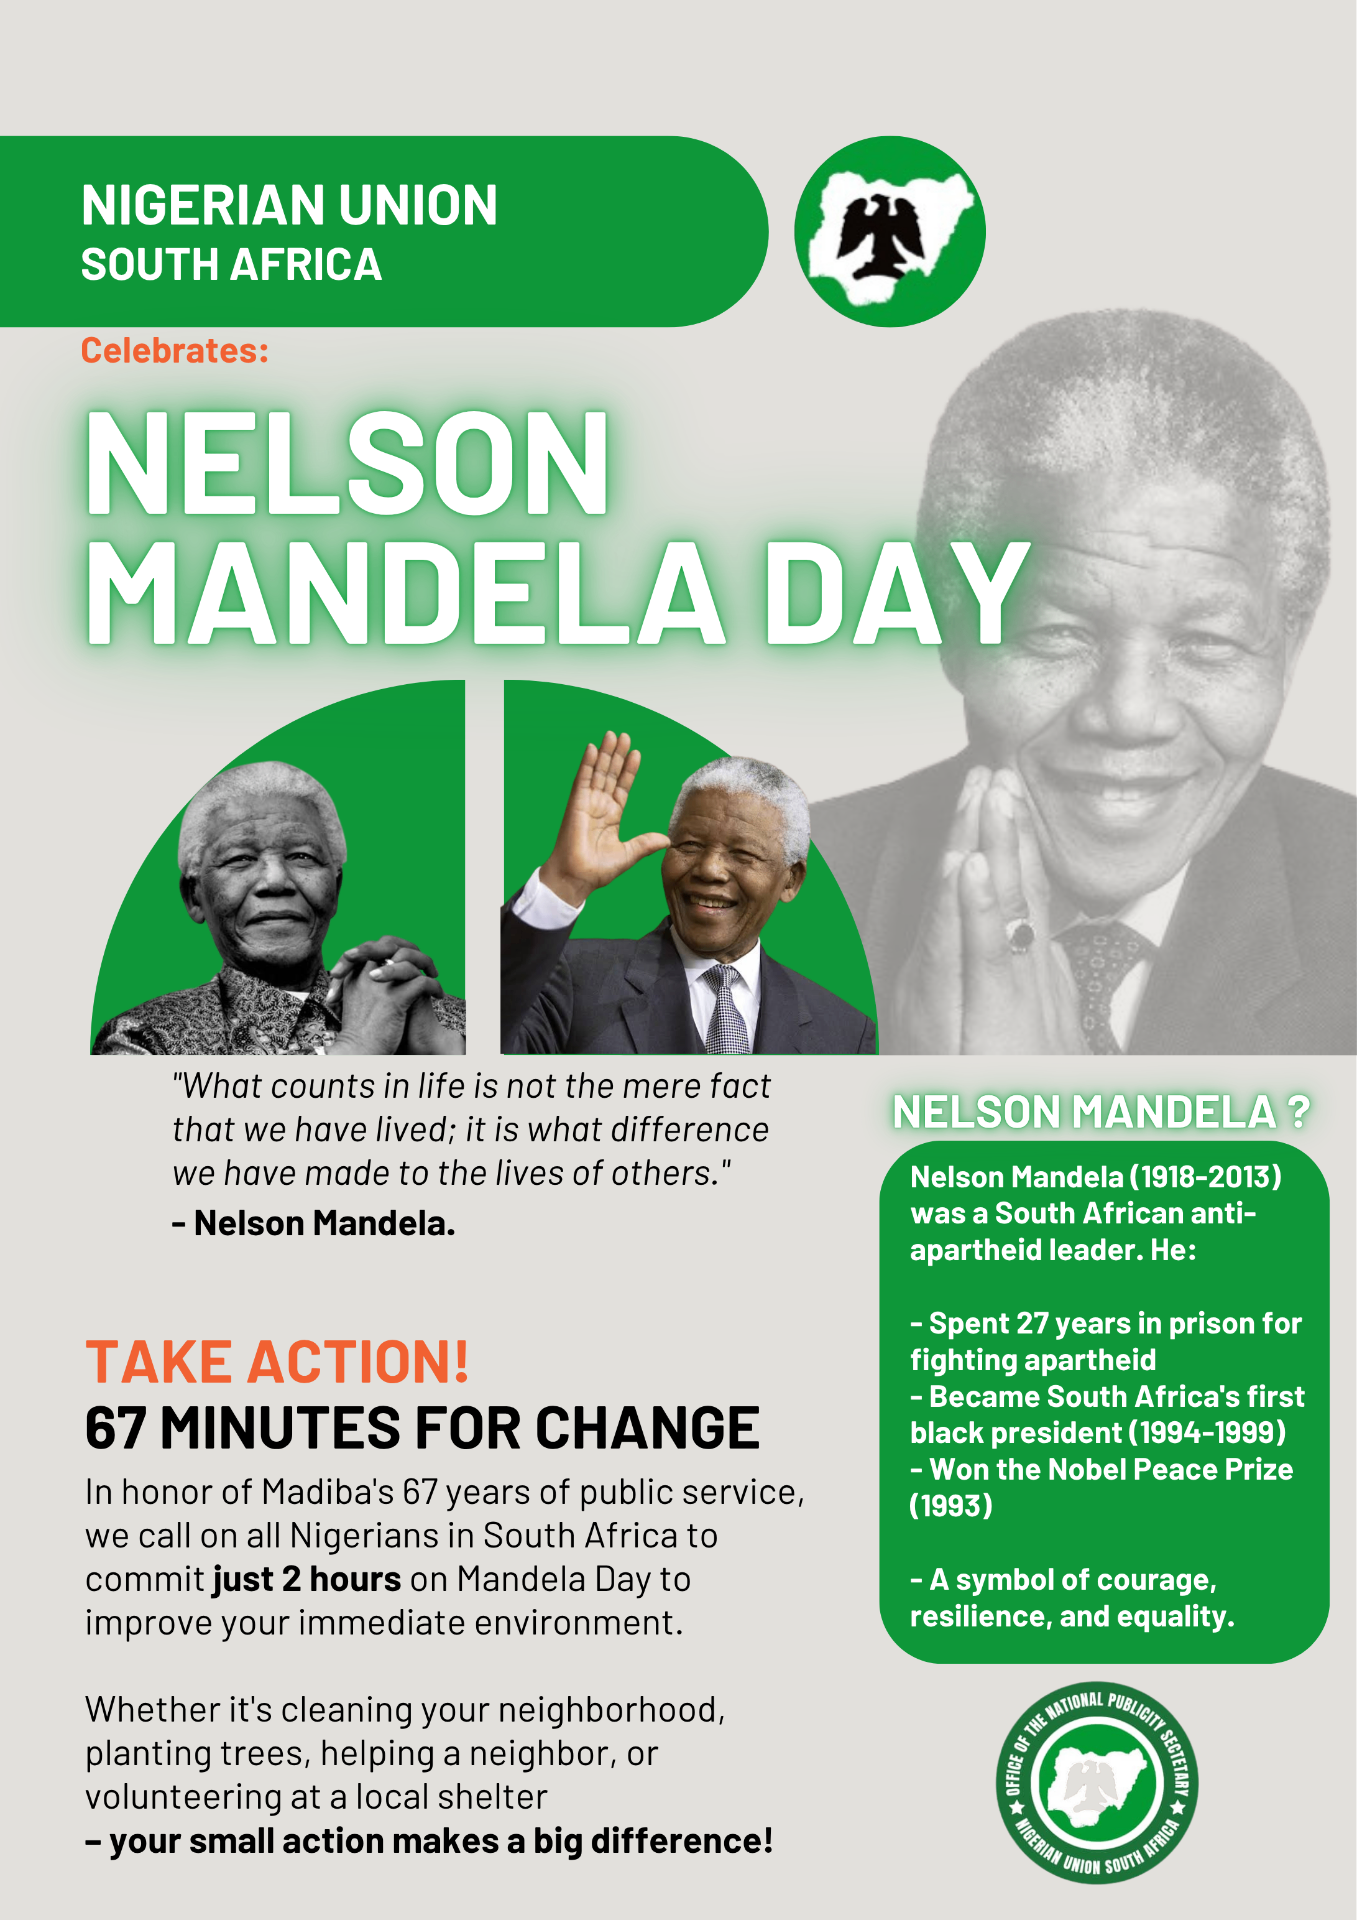 NIGERIAN UNION
SOUTH AFRICA
Celebrates:
NELSON
MANDELA DAY
"What counts in life is not the mere fact
that we have lived; it is what difference
we have made to the lives of others."
- Nelson Mandela.
TAKE ACTION!
67 MINUTES FOR CHANGE
In honor of Madiba's 67 years of public service,
we call on all Nigerians in South Africa to
commit just 2 hours on Mandela Day to
improve your immediate environment.
Whether it's cleaning your neighborhood,
planting trees, helping a neighbor, or
volunteering at a local shelter
– your small action makes a big difference!
NELSON MANDELA ?
Nelson Mandela (1918-2013)
was a South African anti-
apartheid leader. He:
- Spent 27 years in prison for
fighting apartheid
- Became South Africa's first
black president (1994-1999)
- Won the Nobel Peace Prize
(1993)
- A symbol of courage,
resilience, and equality.
OFFICE OF THE NATIONAL PUBLICITY SECTETARY
NIGERIAN UNION SOUTH AFRICA